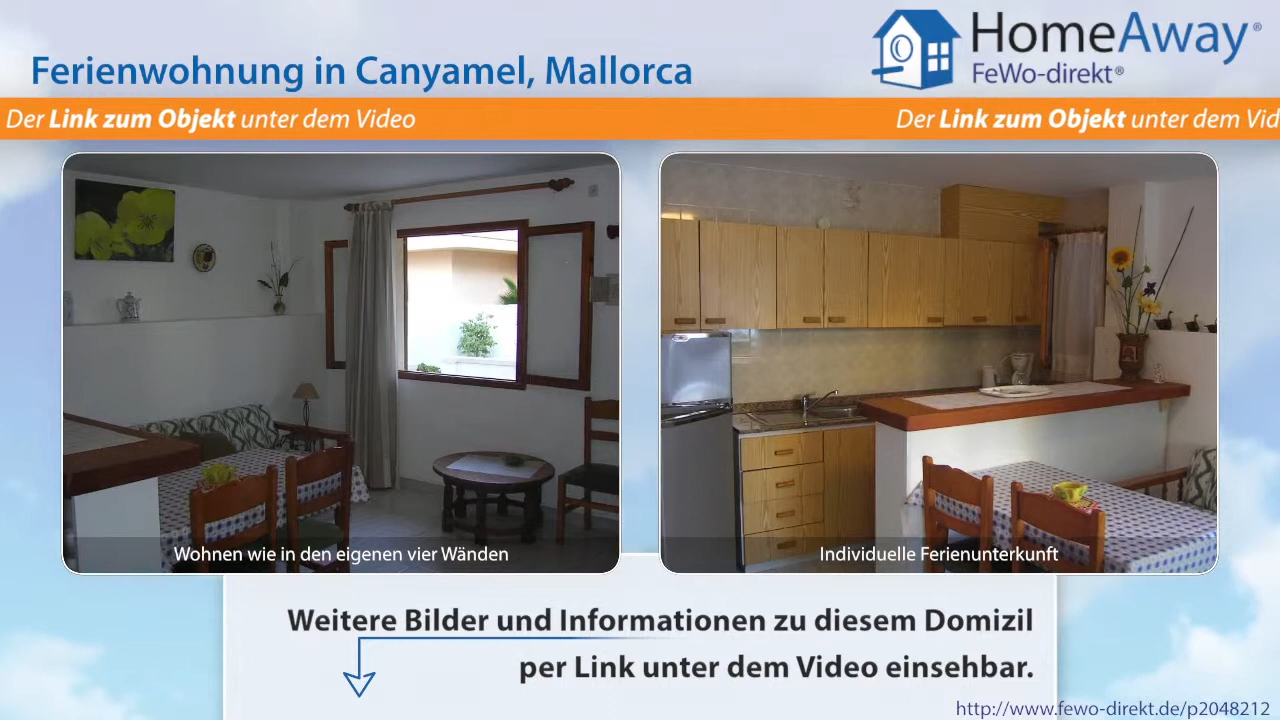 HomeAway®
FeWo-direkt®
Ferienwohnung in Canyamel, Mallorca
Der Link zum Objekt unter dem Video
Der Link zum Objekt unter dem Vid
Wohnen wie in den eigenen vier Wänden
Individuelle Ferienunterkunft
Weitere Bilder und Informationen zu diesem Domizil
per Link unter dem Video einsehbar.
http://www.fewo-direkt.de/p2048212